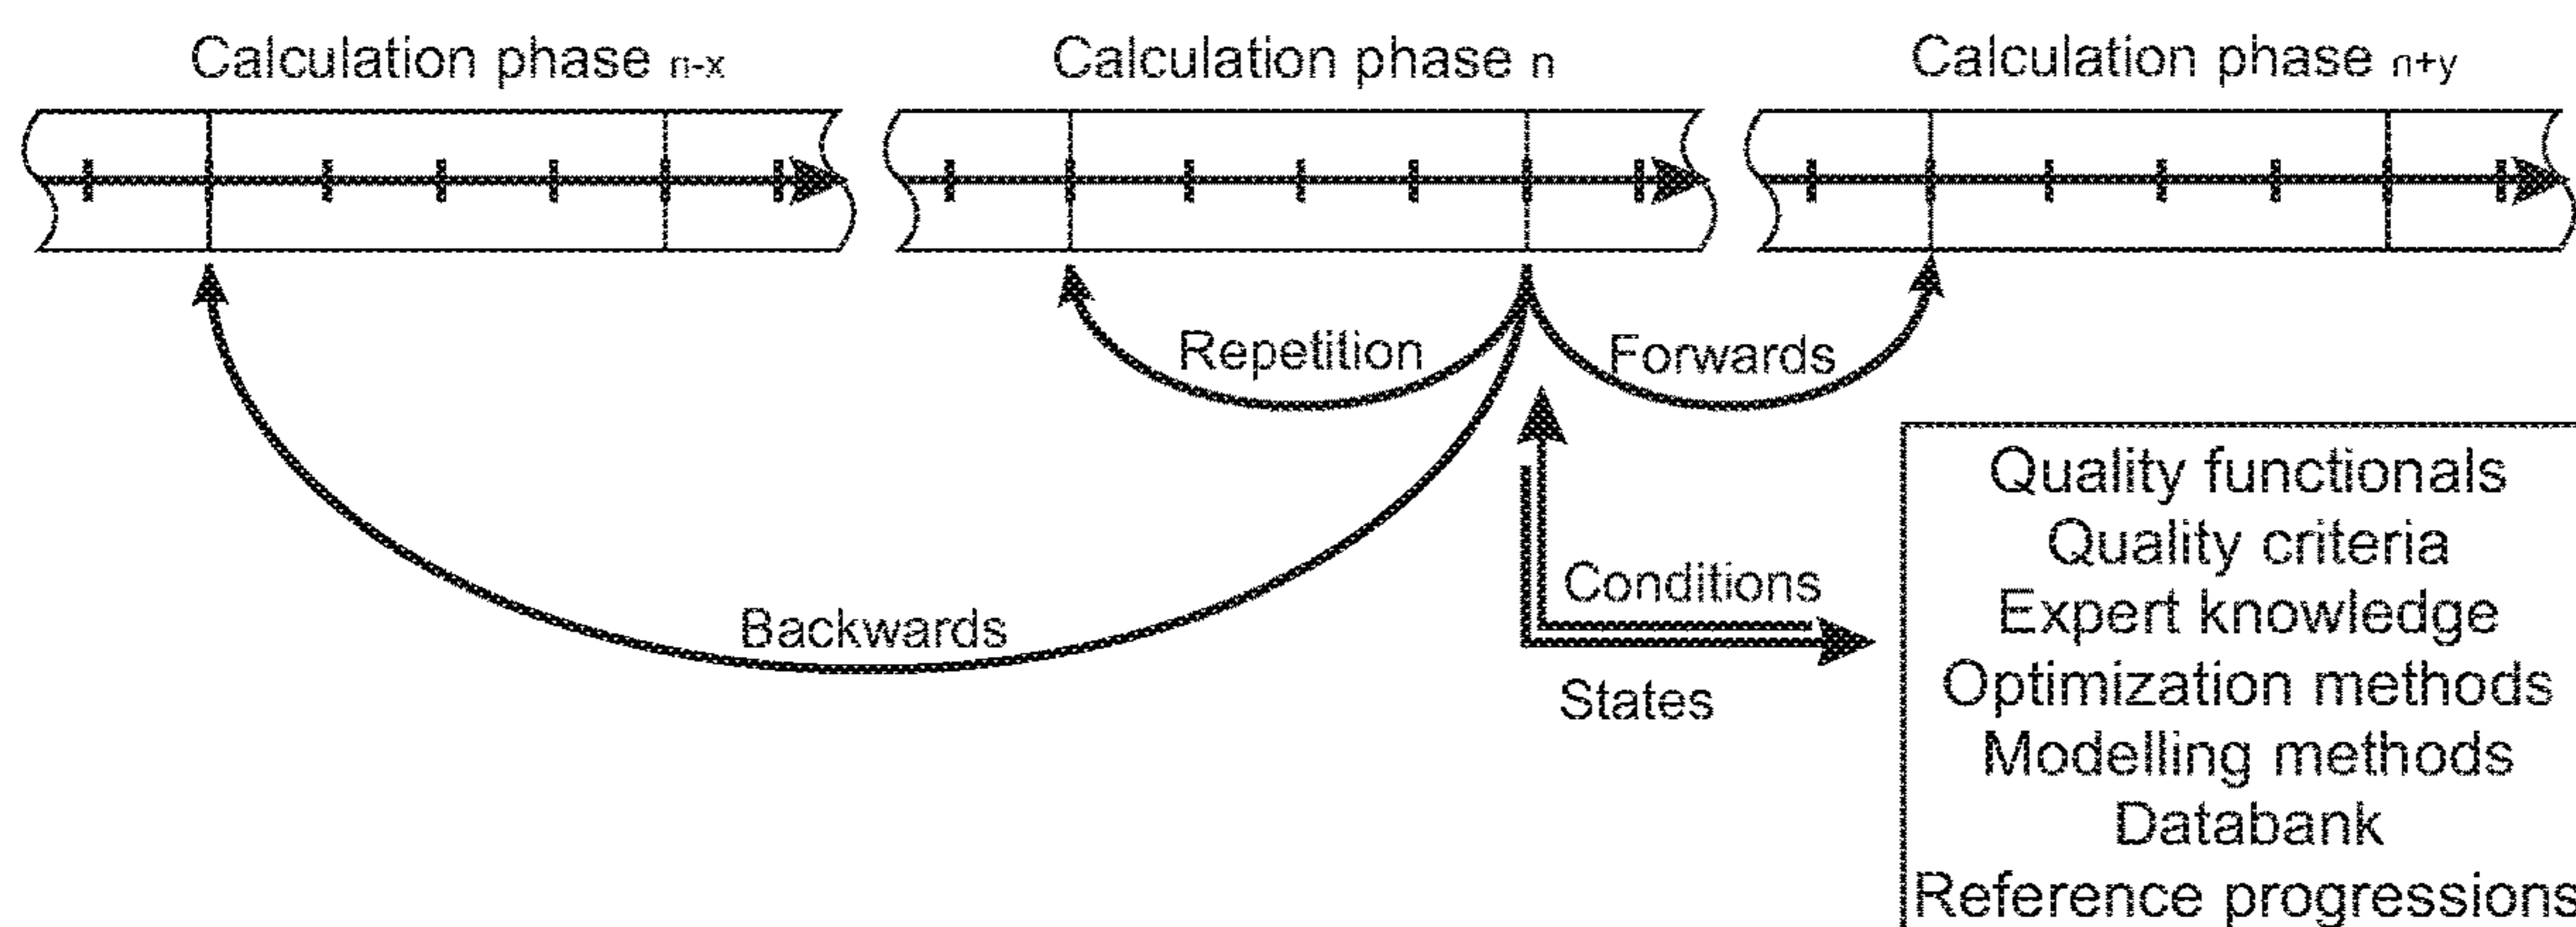 Calculation phase n-x
Calculation phase n
Calculation phase n+y
Repetition
Forwards
Backwards
Conditions
States
Quality functionals
Quality criteria
Expert knowledge
Optimization methods
Modelling methods
Databank
Reference progressions